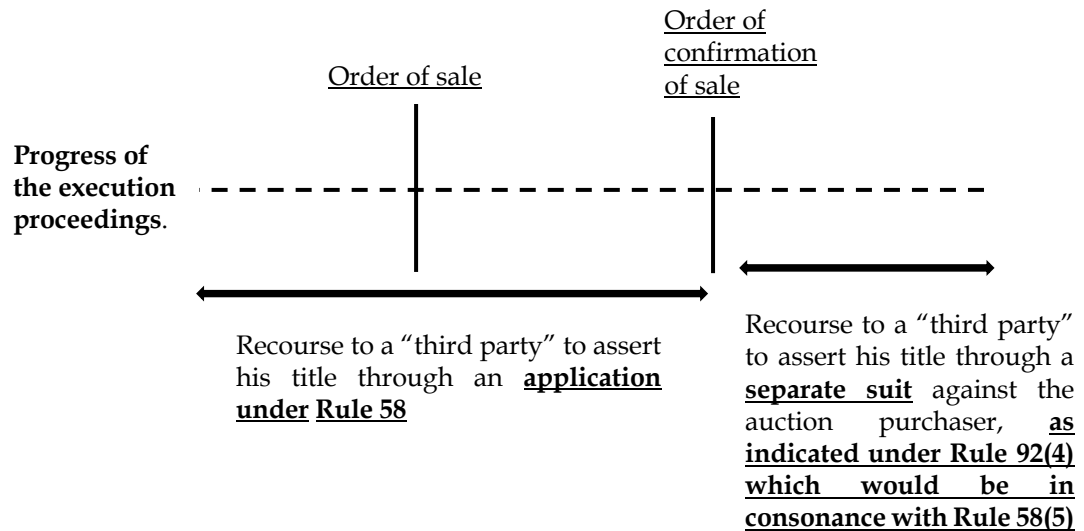 Order of
confirmation
of sale
Order of sale
Progress of
the execution
proceedings.
Recourse to a “third party” to assert
his title through an application
under Rule 58
Recourse to a “third party”
to assert his title through a
separate suit against the
auction purchaser, as
indicated under Rule 92(4)
which would be in
consonance with Rule 58(5)